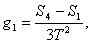 g₁ = (S₄ − S₁) / 3T²,